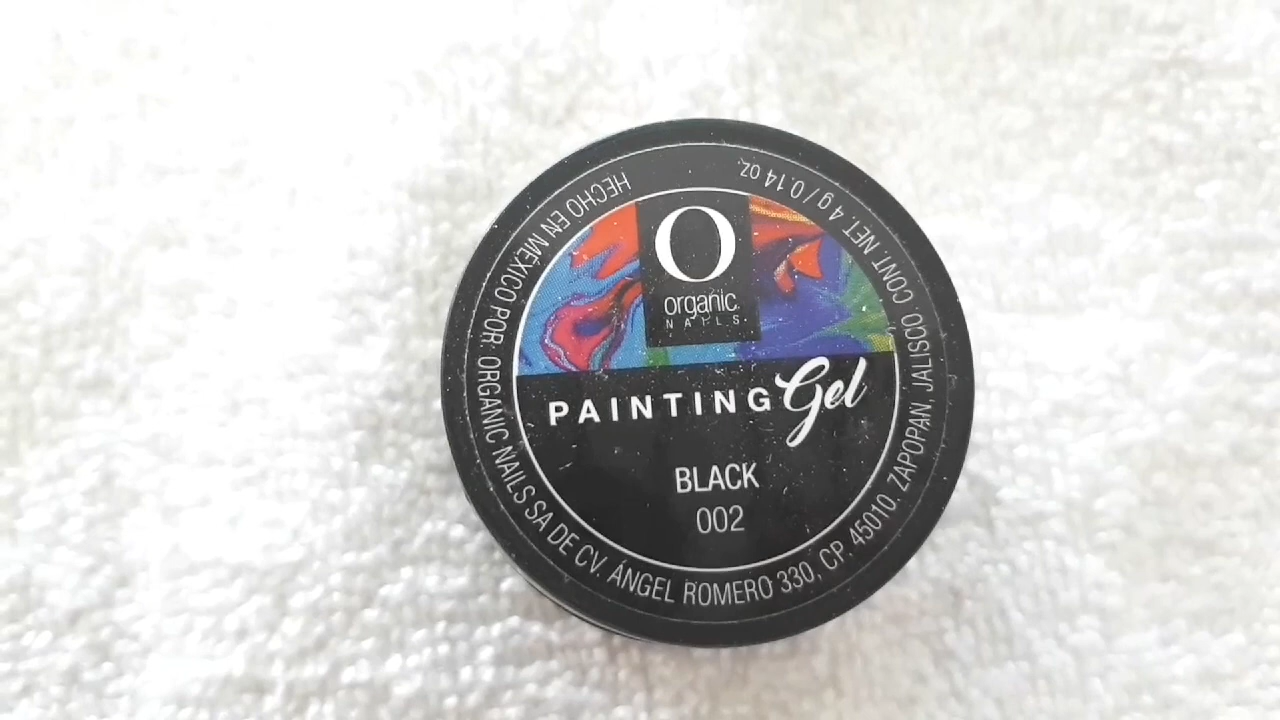 O
organic
NAILS
PAINTING Gel
BLACK
002
HECHO EN MÉXICO POR: ORGANIC NAILS SA DE CV. ÁNGEL ROMERO 330, CP. 45010. ZAPOPAN, JALISCO CONT. NET. 4 g / 0.14 oz.